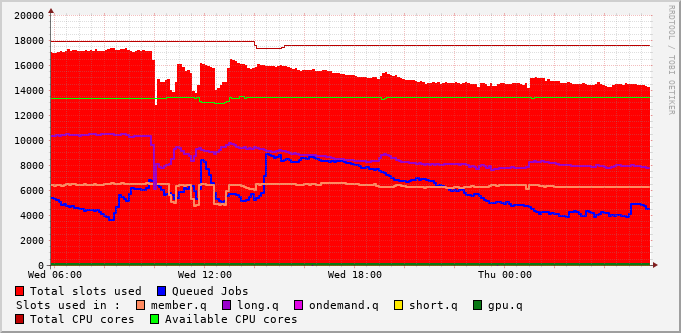 20000
18000
16000
14000
12000
10000
8000
6000
4000
2000
0
Wed 06:00 Wed 12:00 Wed 18:00 Thu 00:00
Total slots used Queued Jobs
Slots used in : member.q long.q ondemand.q short.q gpu.q
Total CPU cores Available CPU cores
RRDTOOL / TOBI OETIKER